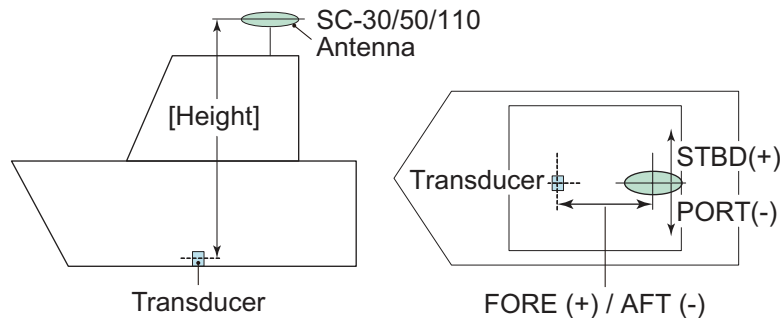 SC-30/50/110
Antenna
[Height]
Transducer
Transducer
STBD(+)
PORT(-)
FORE (+) / AFT (-)